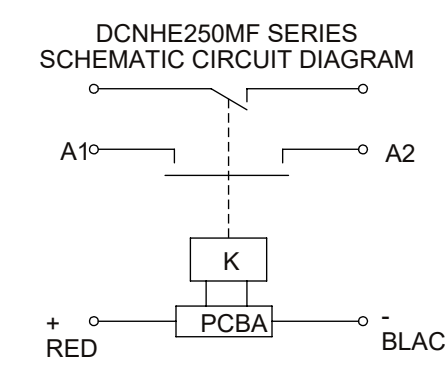 DCNHE250MF SERIES
SCHEMATIC CIRCUIT DIAGRAM
A1
A2
K
+
PCBA
-
RED
BLAC